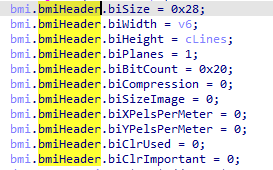 bmi.bmiHeader.biSize = 0x28;
bmi.bmiHeader.biWidth = v6;
bmi.bmiHeader.biHeight = cLines;
bmi.bmiHeader.biPlanes = 1;
bmi.bmiHeader.biBitCount = 0x20;
bmi.bmiHeader.biCompression = 0;
bmi.bmiHeader.biSizeImage = 0;
bmi.bmiHeader.biXPelsPerMeter = 0;
bmi.bmiHeader.biYPelsPerMeter = 0;
bmi.bmiHeader.biClrUsed = 0;
bmi.bmiHeader.biClrImportant = 0;